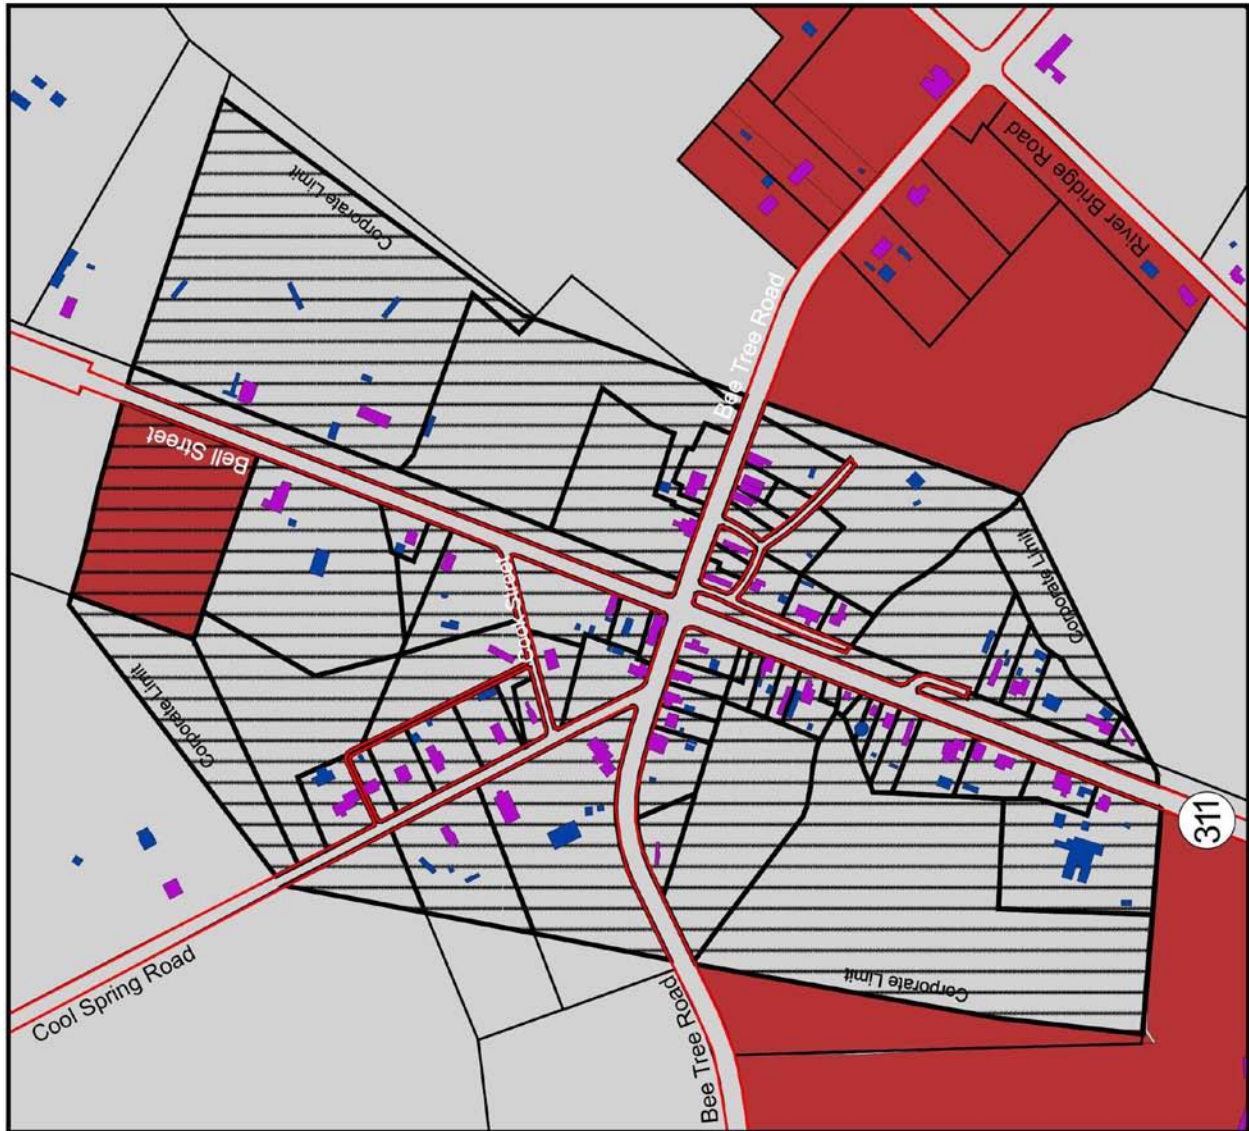 Corporate Limit
River Bridge Road
Bee Tree Road
Bell Street
Cook Street
Corporate Limit
Corporate Limit
311
Cool Spring Road
Corporate Limit
Bee Tree Road